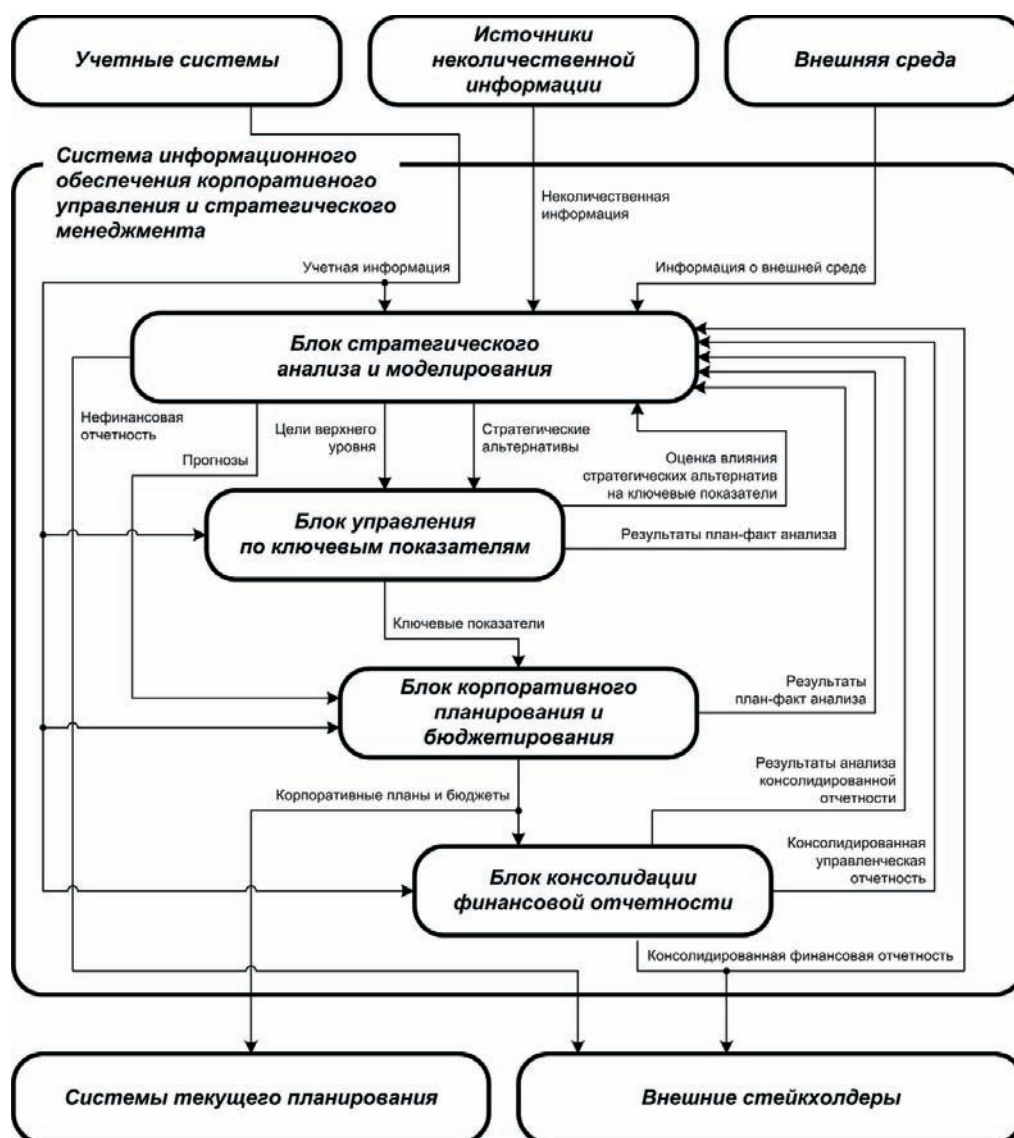 Учетные системы
Источники
неколичественной
информации
Внешняя среда
Система информационного
обеспечения корпоративного
управления и стратегического
менеджмента
Неколичественная
информация
Учетная информация
Информация о внешней среде
Блок стратегического
анализа и моделирования
Нефинансовая
отчетность
Прогнозы
Цели верхнего
уровня
Стратегические
альтернативы
Оценка влияния
стратегических альтернатив
на ключевые показатели
Блок управления
по ключевым показателям
Результаты план-факт анализа
Ключевые показатели
Блок корпоративного
планирования и
бюджетирования
Результаты
план-факт анализа
Корпоративные планы и бюджеты
Результаты анализа
консолидированной
отчетности
Блок консолидации
финансовой отчетности
Консолидированная
управленческая
отчетность
Консолидированная финансовая отчетность
Системы текущего планирования
Внешние стейкхолдеры